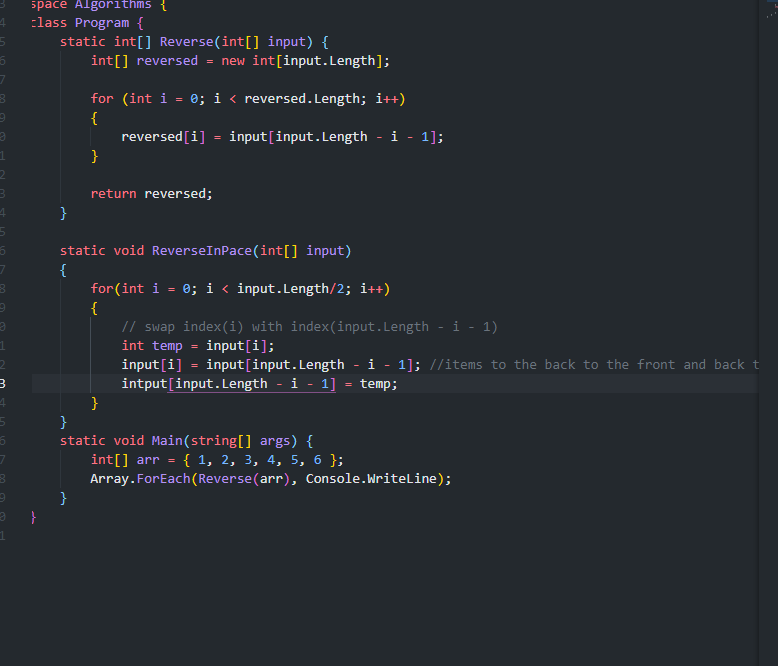 space Algorithms {
class Program {
static int[] Reverse(int[] input) {
int[] reversed = new int[input.Length];
for (int i = 0; i < reversed.Length; i++)
{
reversed[i] = input[input.Length - i - 1];
}
return reversed;
}
static void ReverseInPace(int[] input)
{
for(int i = 0; i < input.Length/2; i++)
{
// swap index(i) with index(input.Length - i - 1)
int temp = input[i];
input[i] = input[input.Length - i - 1]; //items to the back to the front and back t
intput[input.Length - i - 1] = temp;
}
}
static void Main(string[] args) {
int[] arr = { 1, 2, 3, 4, 5, 6 };
Array.ForEach(Reverse(arr), Console.WriteLine);
}
}